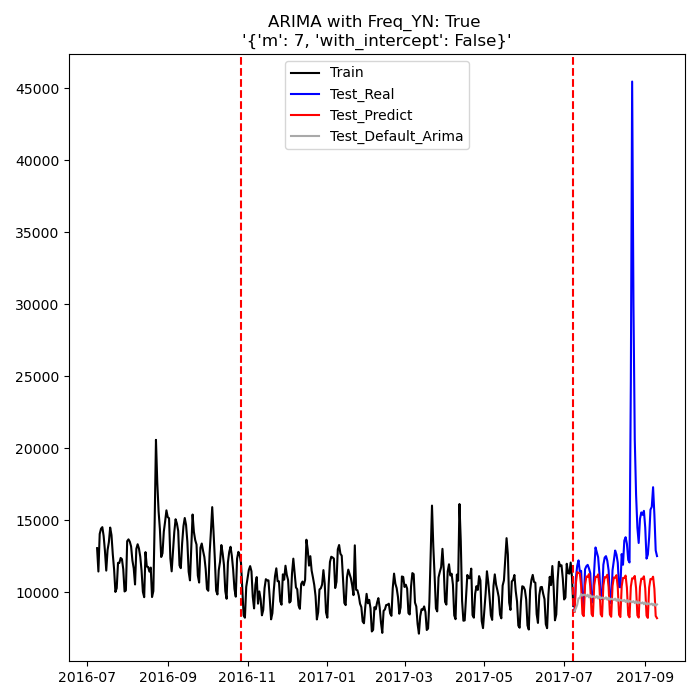 ARIMA with Freq_YN: True
'{'m': 7, 'with_intercept': False}'
Train
Test_Real
Test_Predict
Test_Default_Arima
45000
40000
35000
30000
25000
20000
15000
10000
2016-07 2016-09 2016-11 2017-01 2017-03 2017-05 2017-07 2017-09